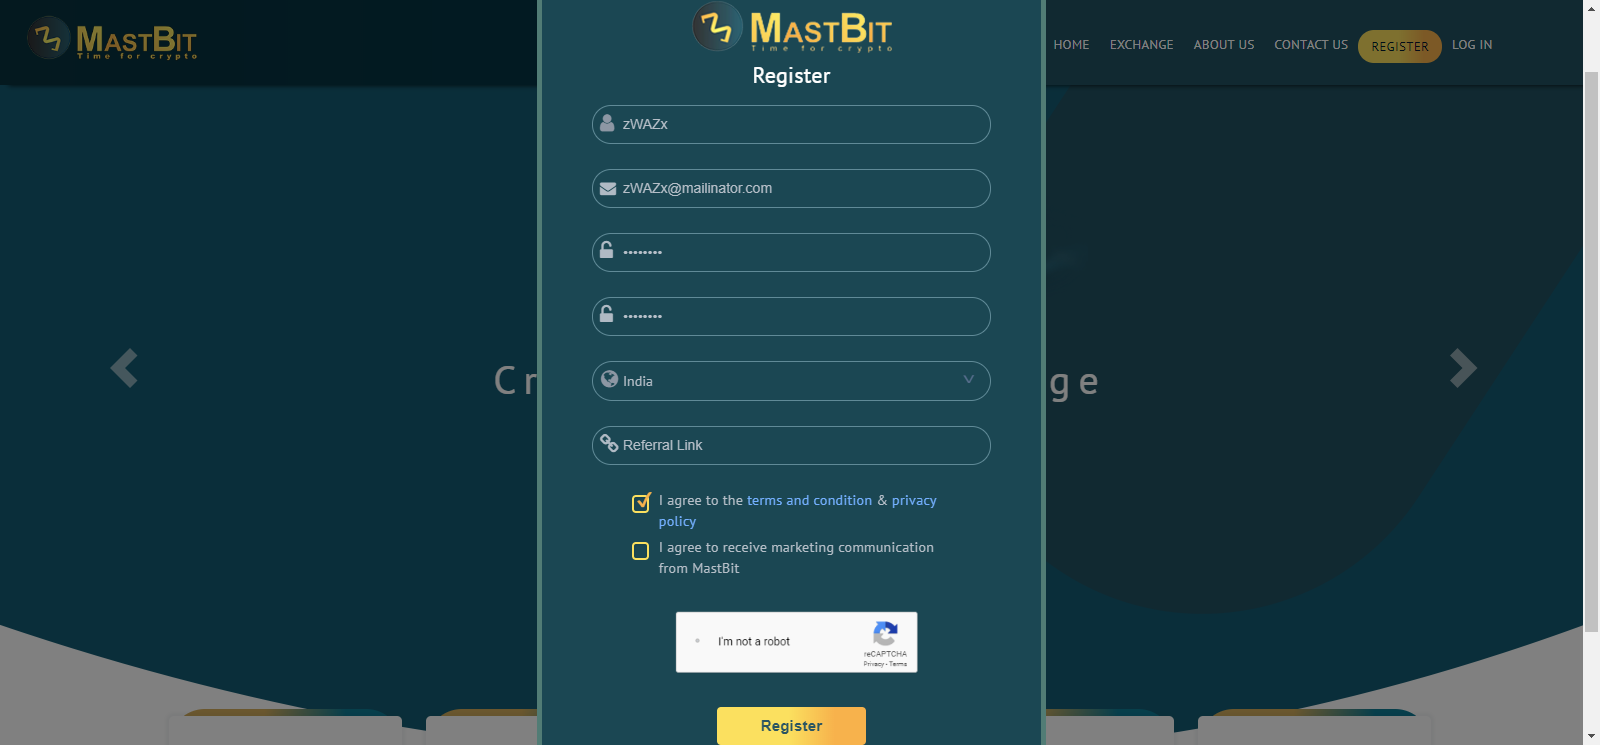 MASTBIT
Time for crypto
HOME EXCHANGE ABOUT US CONTACT US REGISTER LOG IN
MASTBIT
Time for crypto
Register
zWAZx
zWAZx@mailinator.com
••••••••
••••••••
India
Cr
ge
Referral Link
I agree to the terms and condition & privacy
policy
I agree to receive marketing communication
from MastBit
I'm not a robot
reCAPTCHA
Privacy - Terms
Register